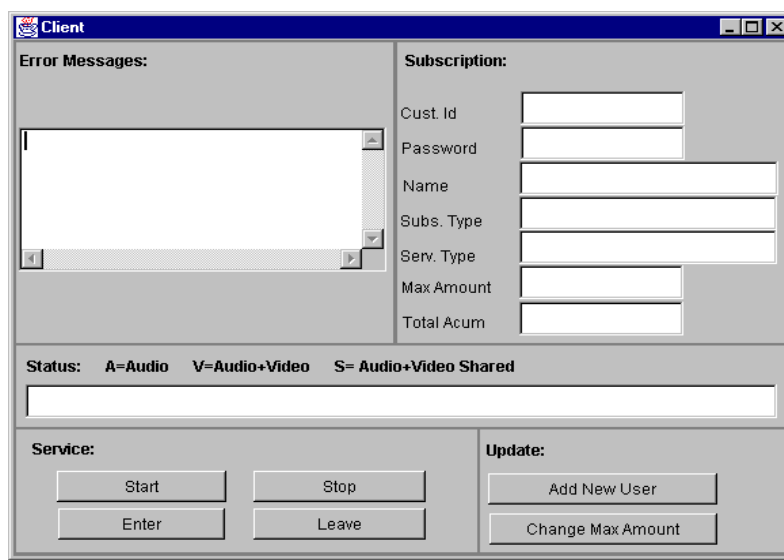 Client
Error Messages:
Subscription:
Cust. Id
Password
Name
Subs. Type
Serv. Type
Max Amount
Total Acum
Status: A=Audio V=Audio+Video S= Audio+Video Shared
Service:
Start Stop
Enter Leave
Update:
Add New User
Change Max Amount